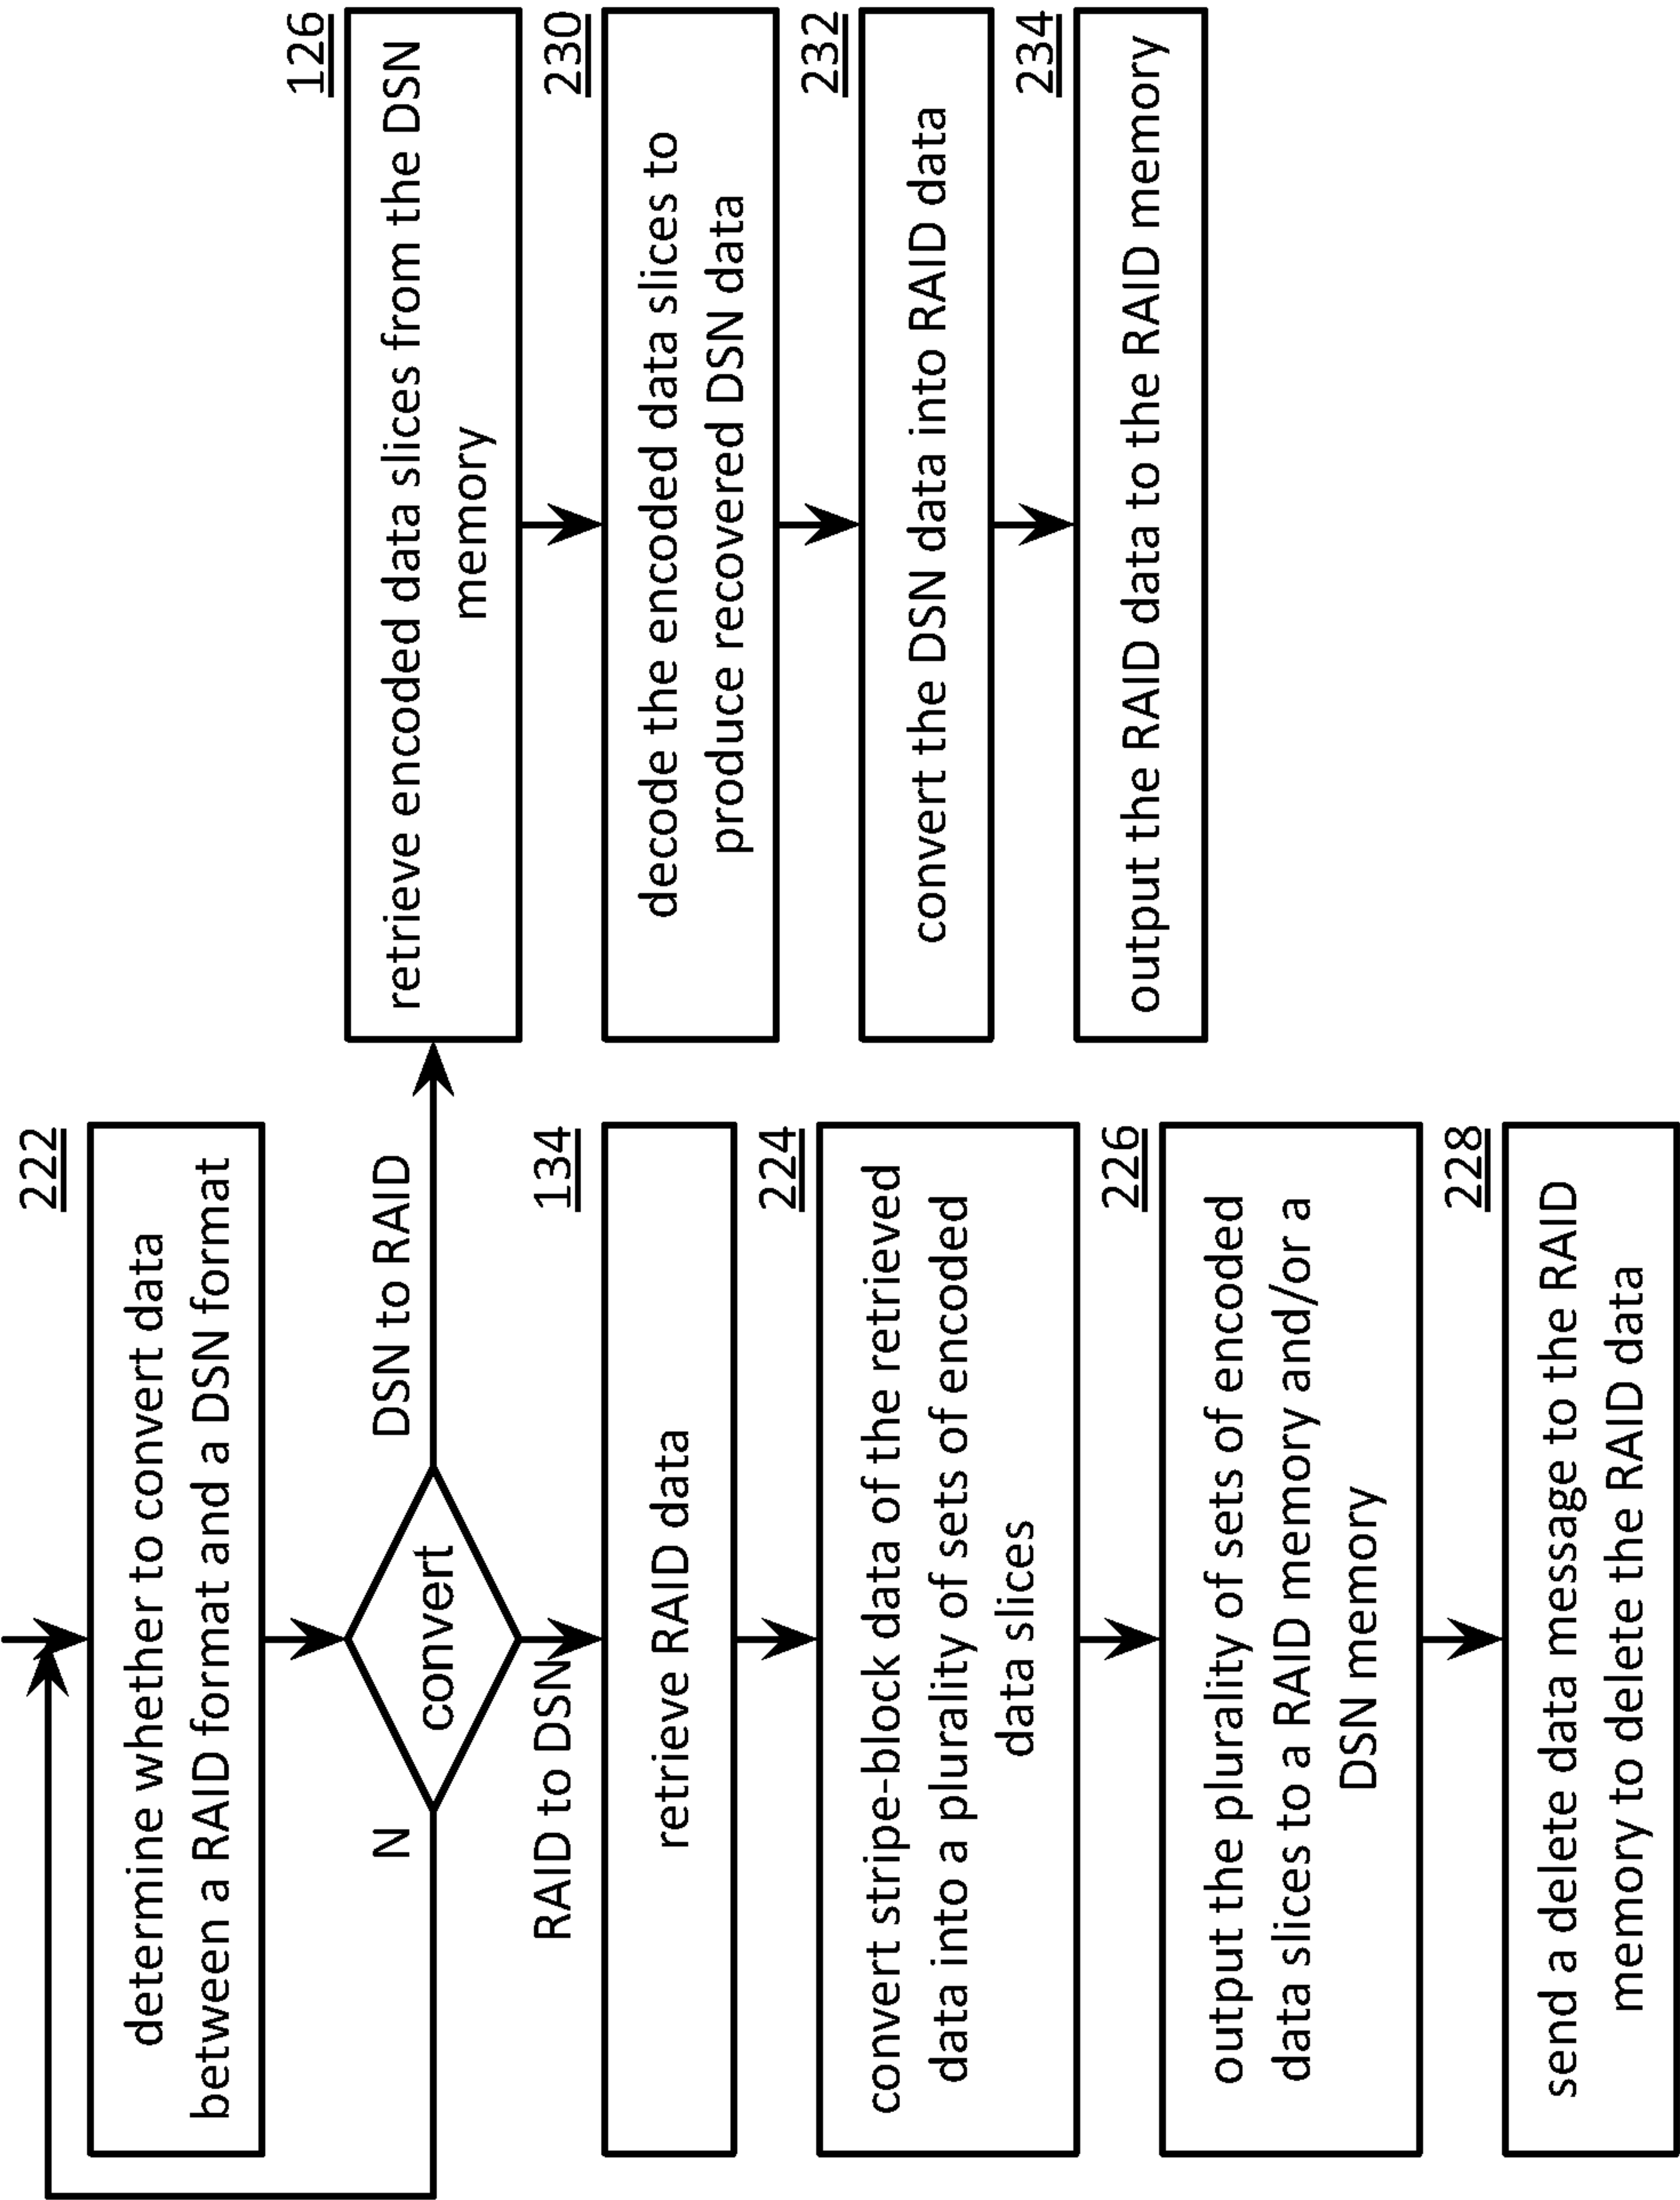 222
determine whether to convert data
between a RAID format and a DSN format
convert
N
DSN to RAID
RAID to DSN
134
retrieve RAID data
224
convert stripe-block data of the retrieved
data into a plurality of sets of encoded
data slices
226
output the plurality of sets of encoded
data slices to a RAID memory and/or a
DSN memory
228
send a delete data message to the RAID
memory to delete the RAID data
126
retrieve encoded data slices from the DSN
memory
230
decode the encoded data slices to
produce recovered DSN data
232
convert the DSN data into RAID data
234
output the RAID data to the RAID memory